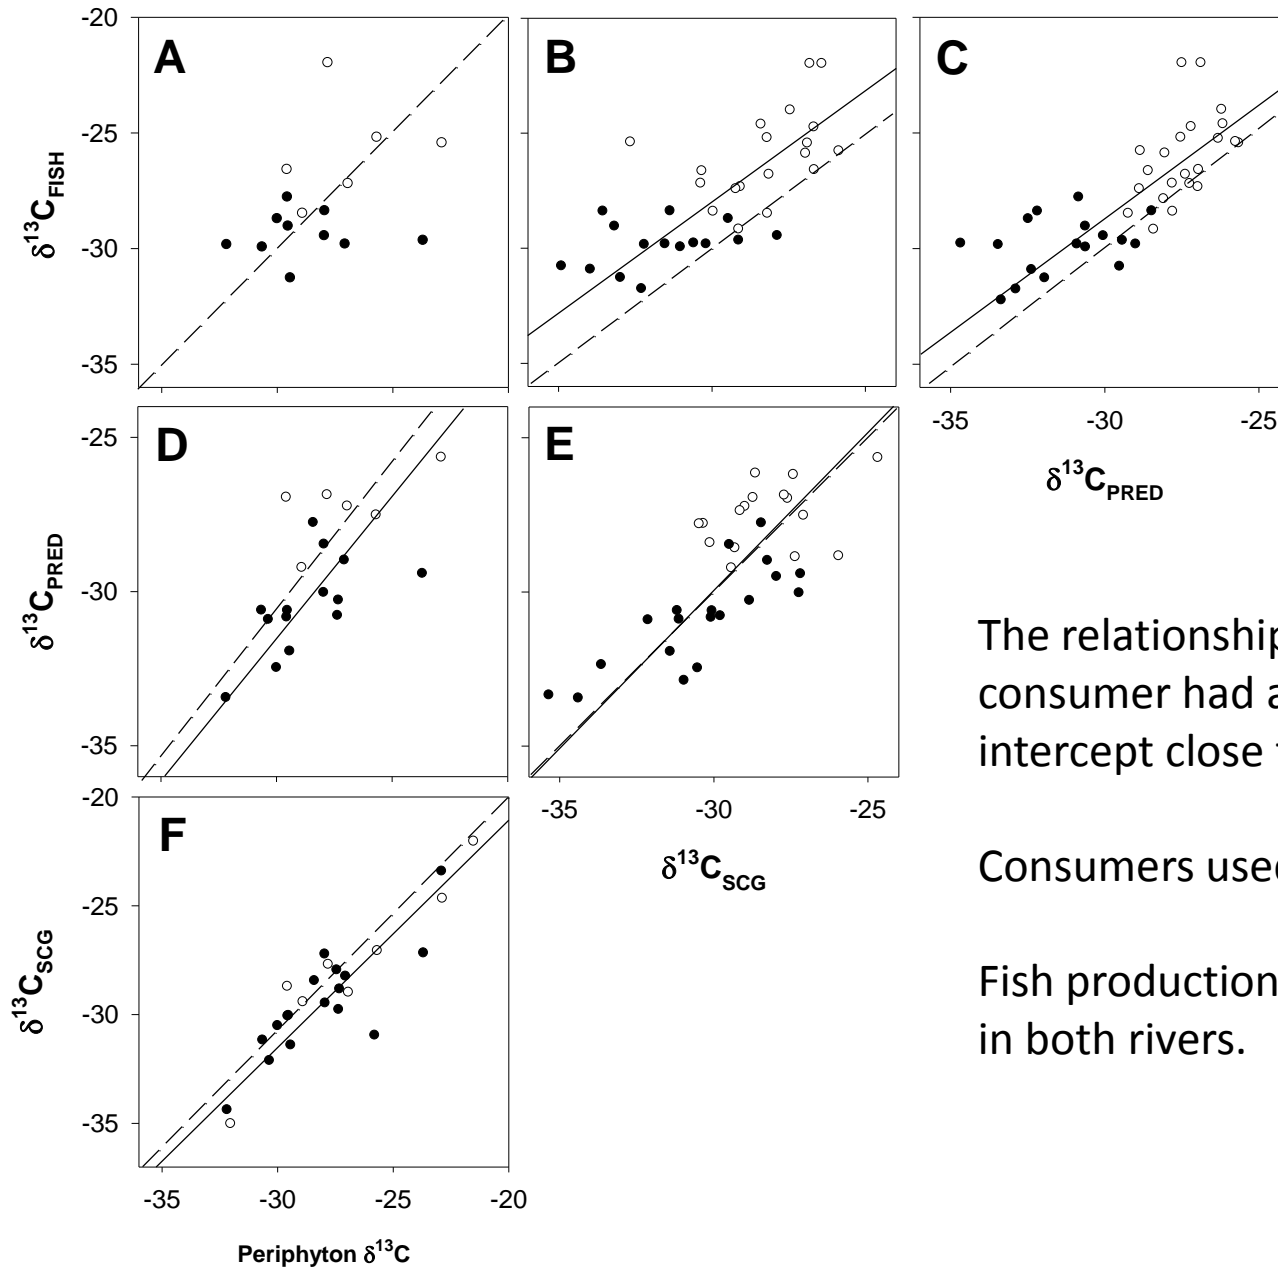 -20
A
B
C
-25
δ13CFISH
-30
-35
-35
-30
-25
δ13CPRED
D
E
-25
δ13CPRED
-30
-35
-35
-30
-25
δ13CSCG
-20
F
-25
δ13CSCG
-30
-35
-35
-30
-25
-20
Periphyton δ13C
The relationship
consumer had a
intercept close
Consumers used
Fish production
in both rivers.